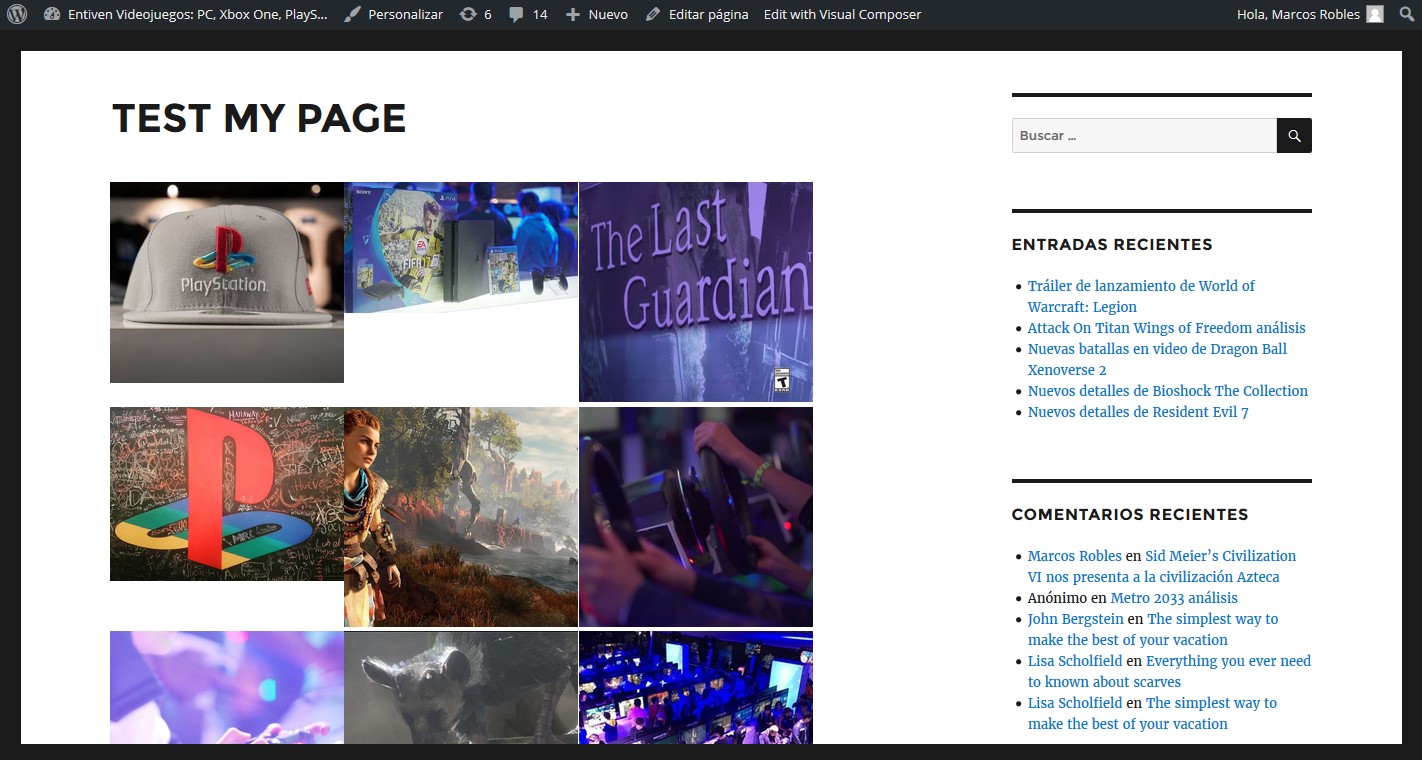 Entiven Videojuegos: PC, Xbox One, PlayS... Personalizar 6 14 Nuevo Editar página Edit with Visual Composer Hola, Marcos Robles
TEST MY PAGE
Buscar ...
PlayStation
SONY
PS4
EA SPORTS
FIFA 17
The Last
Guardian
T
ENTRADAS RECIENTES
Tráiler de lanzamiento de World of
Warcraft: Legion
Attack On Titan Wings of Freedom análisis
Nuevas batallas en video de Dragon Ball
Xenoverse 2
Nuevos detalles de Bioshock The Collection
Nuevos detalles de Resident Evil 7
COMENTARIOS RECIENTES
Marcos Robles en Sid Meier’s Civilization
VI nos presenta a la civilización Azteca
Anónimo en Metro 2033 análisis
John Bergstein en The simplest way to
make the best of your vacation
Lisa Scholfield en Everything you ever need
to known about scarves
Lisa Scholfield en The simplest way to
make the best of your vacation